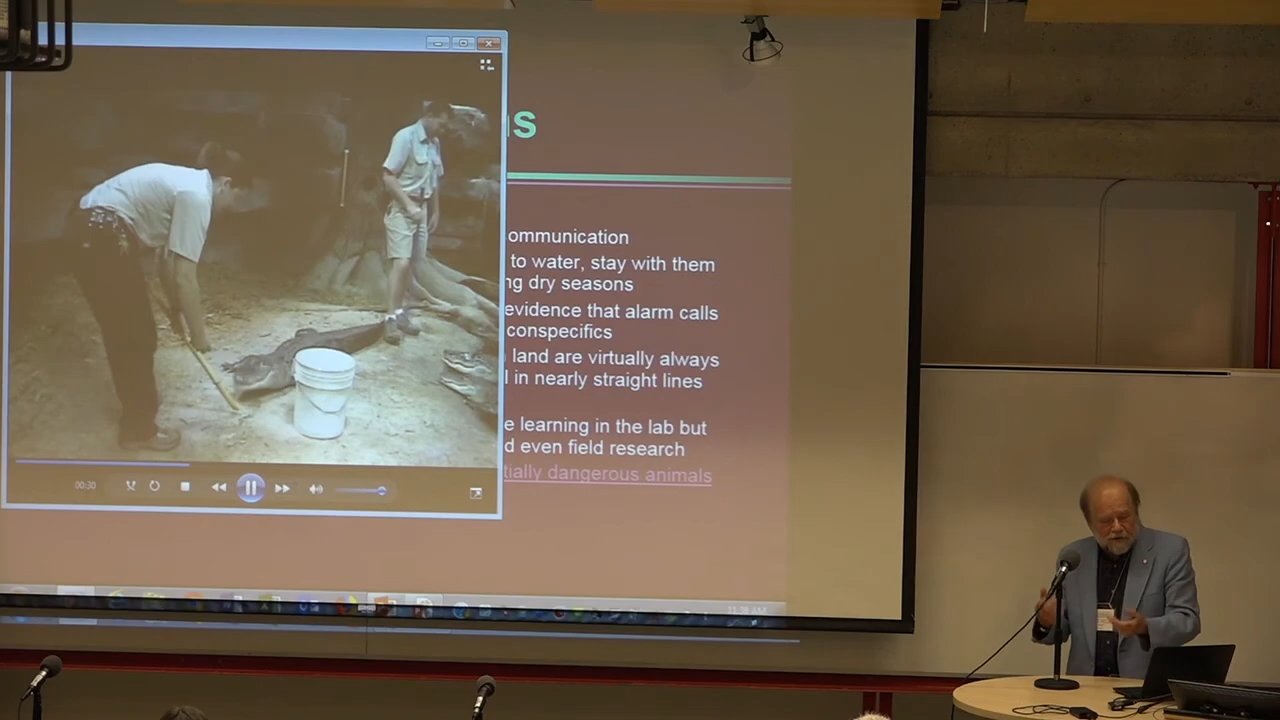 s
ommunication
to water, stay with them
ng dry seasons
evidence that alarm calls
conspecifics
land are virtually always
l in nearly straight lines
e learning in the lab but
d even field research
tially dangerous animals
00:30